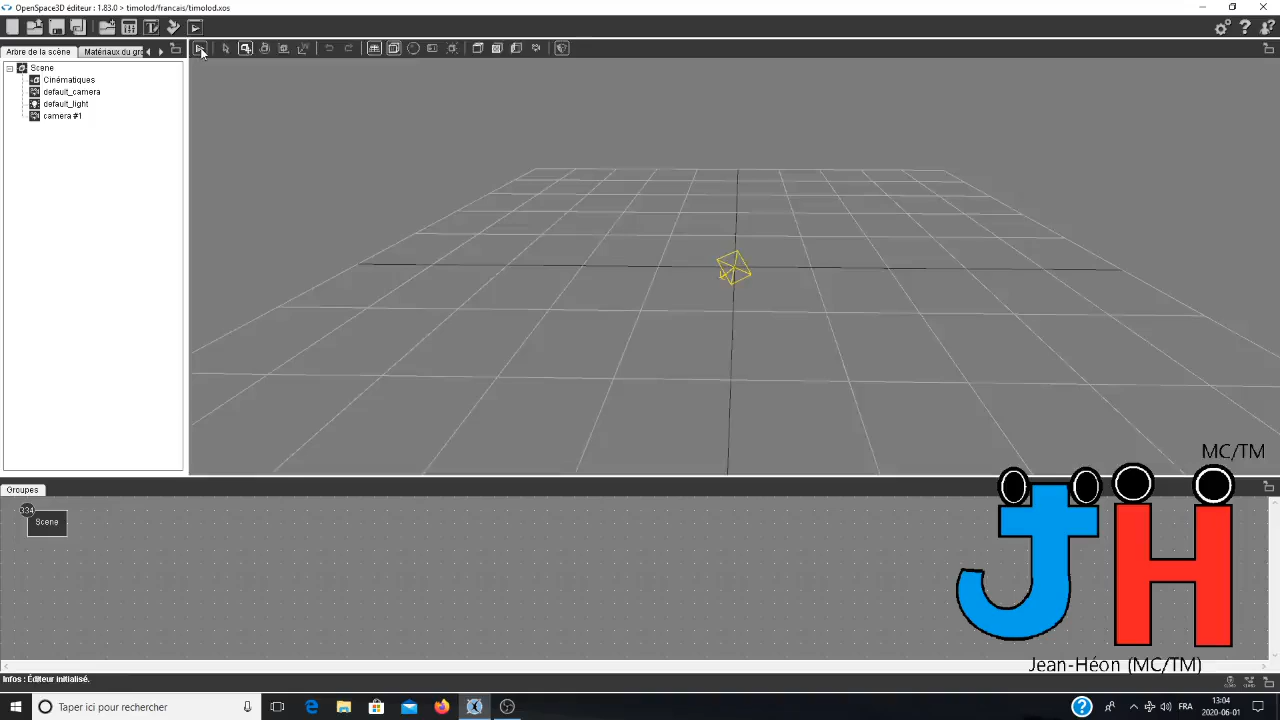 OpenSpace3D éditeur : 1.83.0 > timolod/francais/timolod.xos
Arbre de la scène
Matériaux du gr
Scene
Cinématiques
default_camera
default_light
camera #1
Groupes
334
Scene
MC/TM
JH
Jean-Héon (MC/TM)
Infos : Éditeur initialisé.
Taper ici pour rechercher
FRA
13:04
2020-06-01